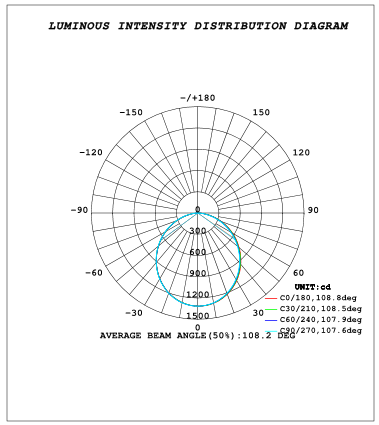 LUMINOUS INTENSITY DISTRIBUTION DIAGRAM
-/+180
-150
150
-120
120
-90
0
90
300
600
-60
900
60
UNIT:cd
1200
C0/180,108.8deg
-30
1500
30
C30/210,108.5deg
0
C60/240,107.9deg
C90/270,107.6deg
AVERAGE BEAM ANGLE(50%):108.2 DEG